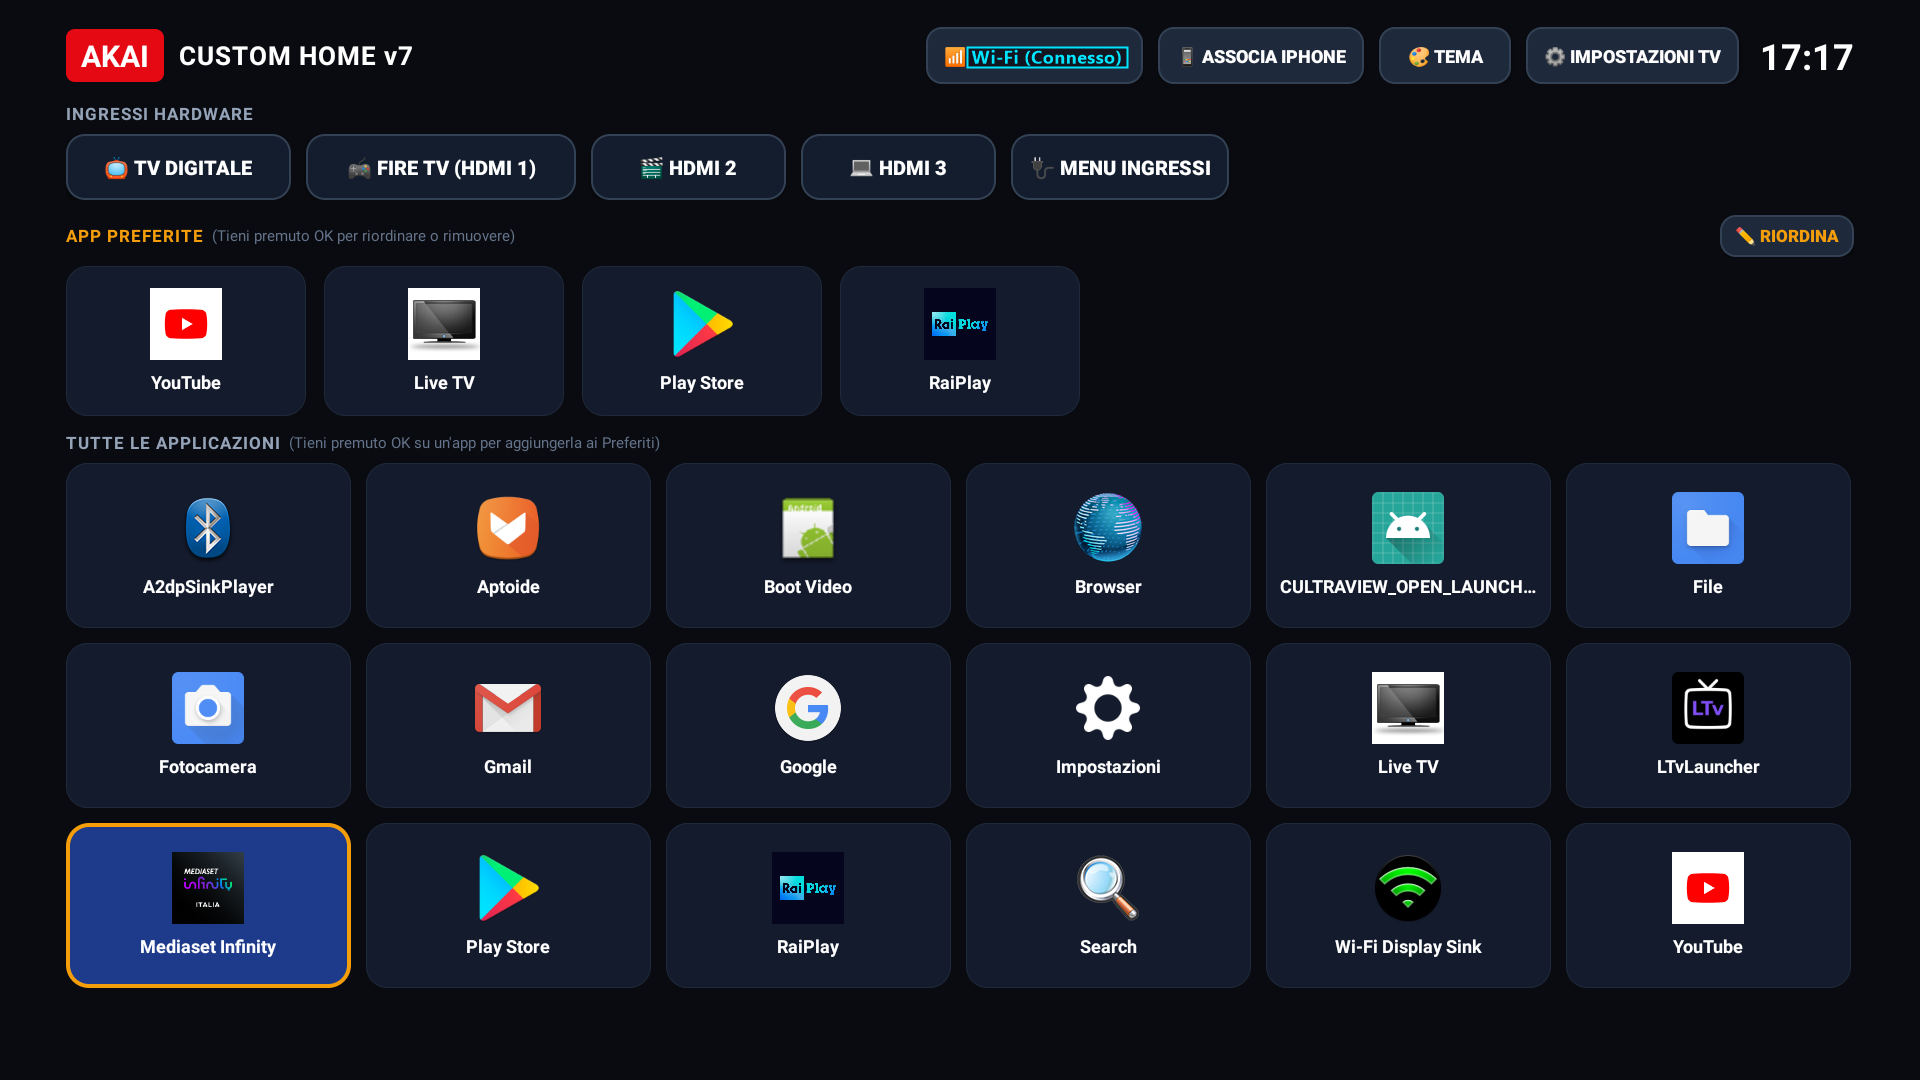 AKAI CUSTOM HOME v7
Wi-Fi (Connesso) ASSOCIA IPHONE TEMA IMPOSTAZIONI TV 17:17
INGRESSI HARDWARE
TV DIGITALE FIRE TV (HDMI 1) HDMI 2 HDMI 3 MENU INGRESSI
APP PREFERITE (Tieni premuto OK per riordinare o rimuovere) RIORDINA
Rai Play
YouTube Live TV Play Store RaiPlay
TUTTE LE APPLICAZIONI (Tieni premuto OK su un'app per aggiungerla ai Preferiti)
Android
A2dpSinkPlayer Aptoide Boot Video Browser CULTRAVIEW_OPEN_LAUNCH... File
LTv
Fotocamera Gmail Google Impostazioni Live TV LTvLauncher
MEDIASET
infinity
ITALIA
Rai Play
Mediaset Infinity Play Store RaiPlay Search Wi-Fi Display Sink YouTube